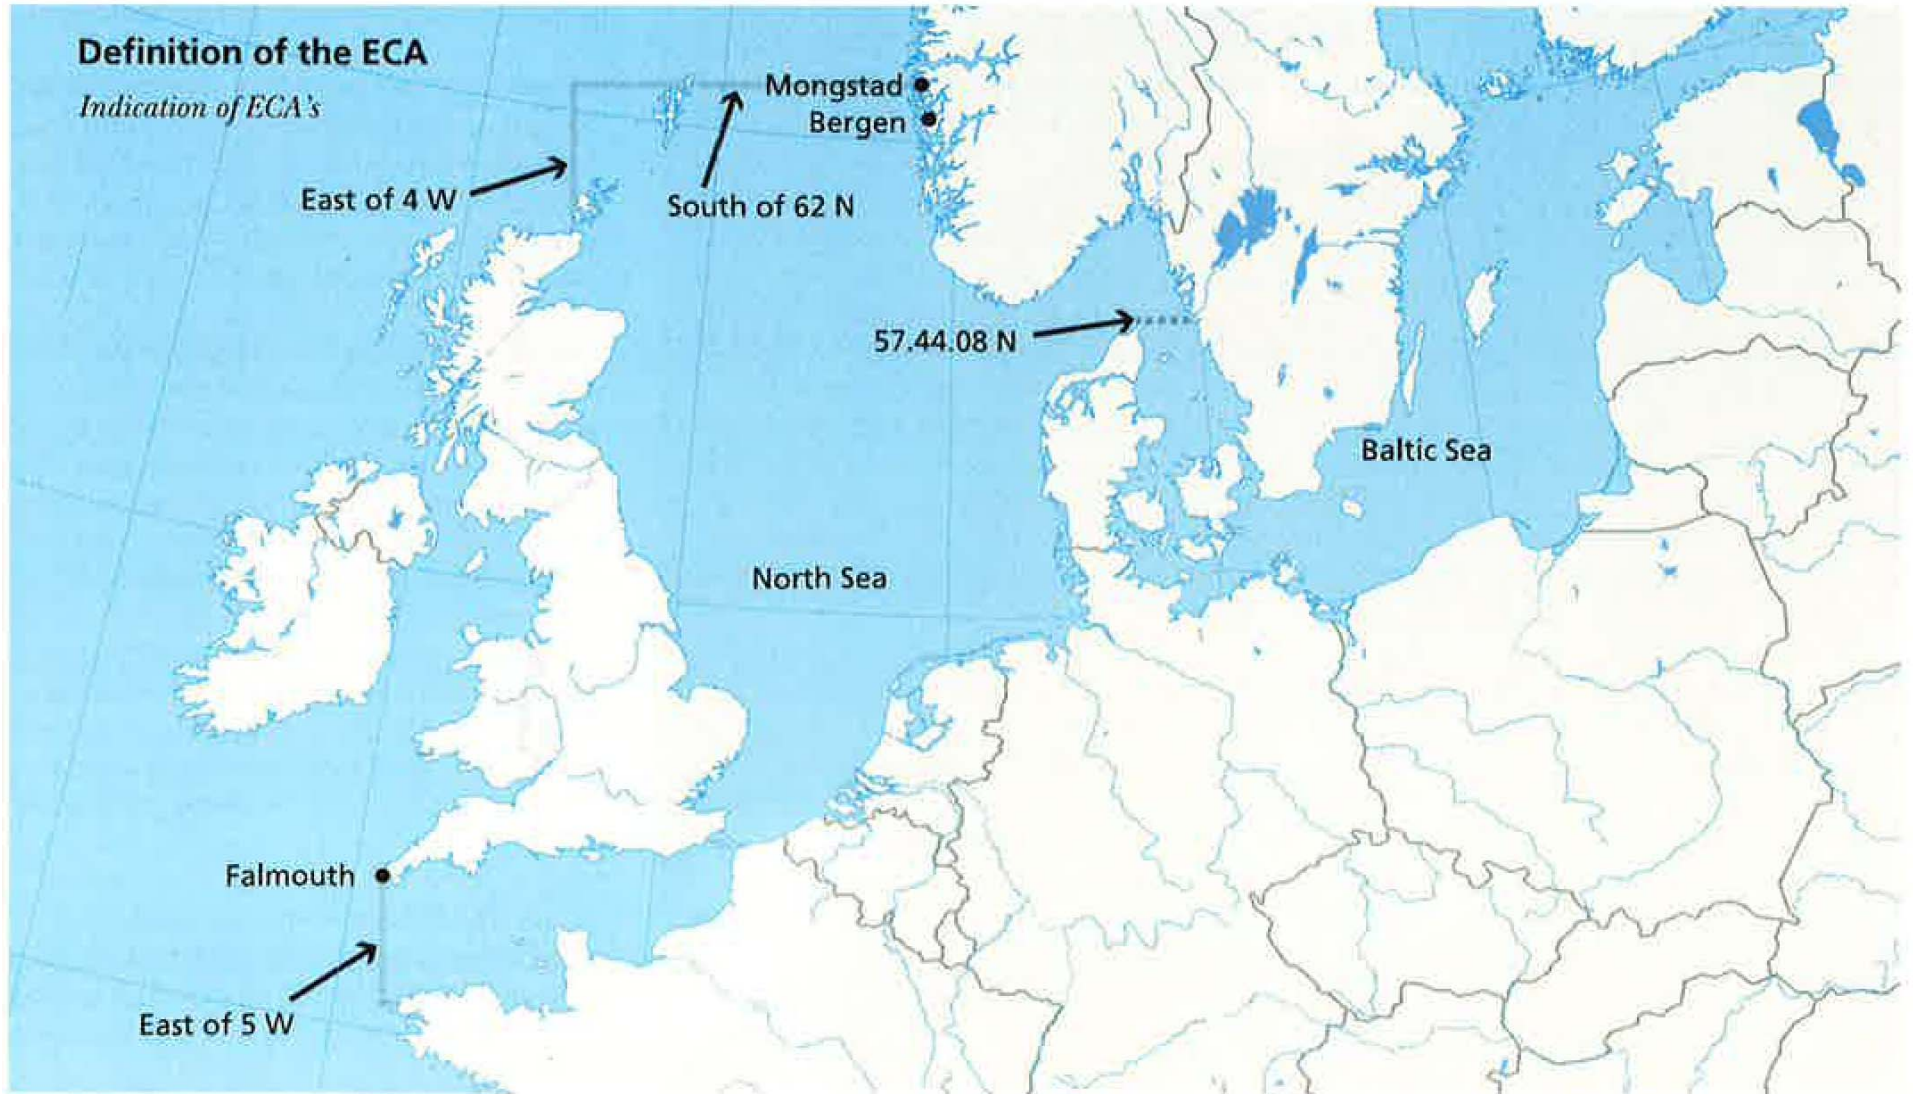 Definition of the ECA
Indication of ECA's
Mongstad
Bergen
East of 4 W
South of 62 N
57.44.08 N
Baltic Sea
North Sea
Falmouth
East of 5 W